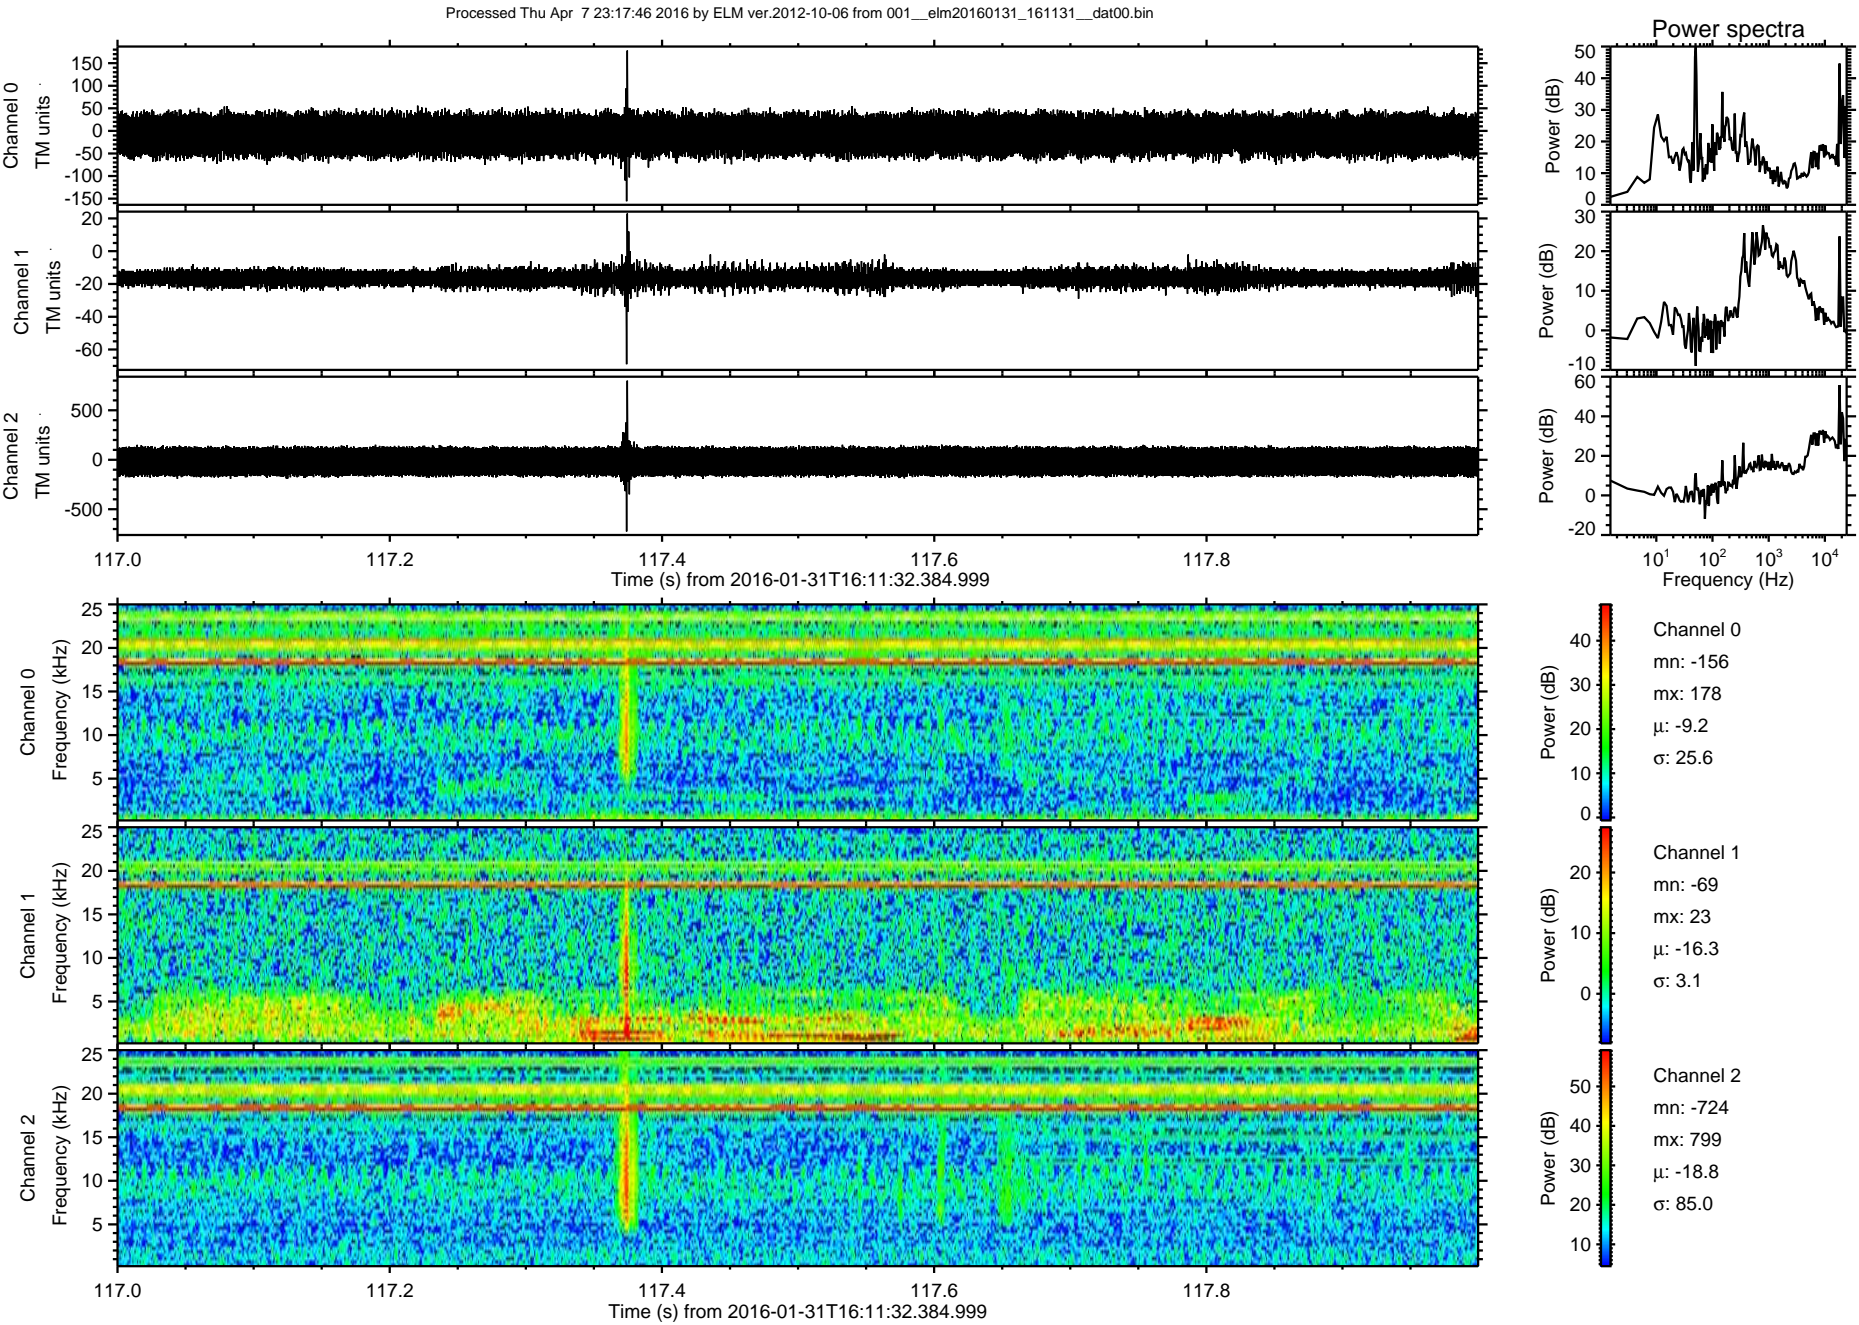 Processed Thu Apr  7 23:17:46 2016 by ELM ver.2012-10-06 from 001__elm20160131_161131__dat00.bin
Power spectra
Channel 0
TM units
150
100
50
0
-50
-100
-150
Power (dB)
50
40
30
20
10
0
Channel 1
TM units
20
0
-20
-40
-60
Power (dB)
30
20
10
0
-10
Channel 2
TM units
500
0
-500
Power (dB)
60
40
20
0
-20
117.0 117.2 117.4 117.6 117.8
Time (s) from 2016-01-31T16:11:32.384.999
10¹ 10² 10³ 10⁴
Frequency (Hz)
Channel 0
Frequency (kHz)
25
20
15
10
5
Power (dB)
40
30
20
10
0
Channel 0
mn: -156
mx: 178
μ: -9.2
σ: 25.6
Channel 1
Frequency (kHz)
25
20
15
10
5
Power (dB)
20
10
0
Channel 1
mn: -69
mx: 23
μ: -16.3
σ: 3.1
Channel 2
Frequency (kHz)
25
20
15
10
5
Power (dB)
50
40
30
20
10
Channel 2
mn: -724
mx: 799
μ: -18.8
σ: 85.0
117.0 117.2 117.4 117.6 117.8
Time (s) from 2016-01-31T16:11:32.384.999